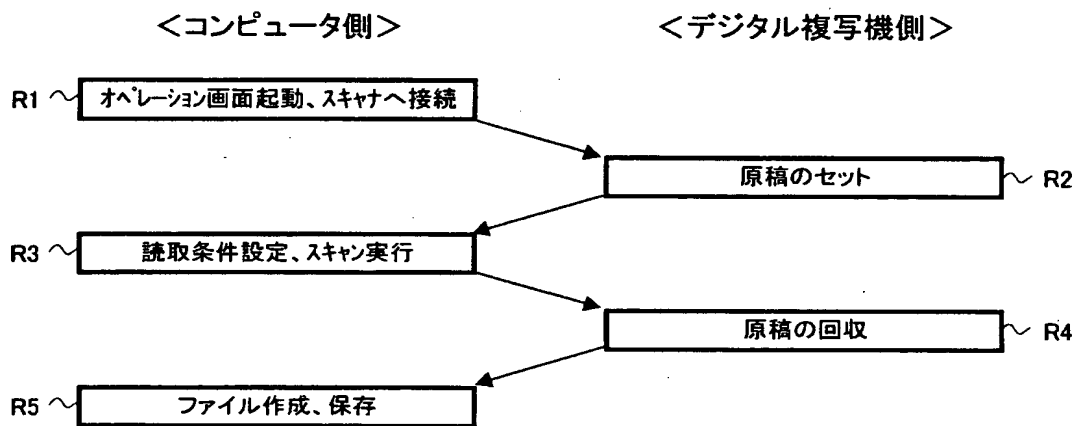 ＜コンピュータ側＞ ＜デジタル複写機側＞
R1 オペレーション画面起動、スキャナへ接続
原稿のセット R2
R3 読取条件設定、スキャン実行
原稿の回収 R4
R5 ファイル作成、保存